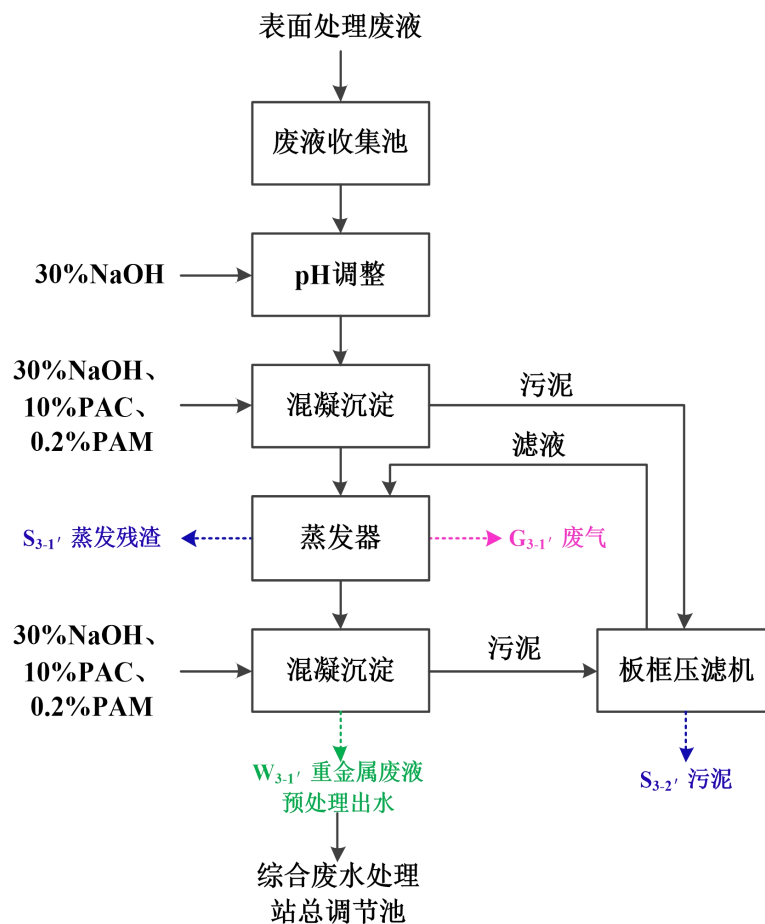 表面处理废液
废液收集池
30%NaOH
pH调整
30%NaOH、
10%PAC、
0.2%PAM
混凝沉淀
污泥
滤液
S3-1′ 蒸发残渣
蒸发器
G3-1′ 废气
30%NaOH、
10%PAC、
0.2%PAM
混凝沉淀
污泥
板框压滤机
W3-1′ 重金属废液
预处理出水
S3-2′ 污泥
综合废水处理
站总调节池